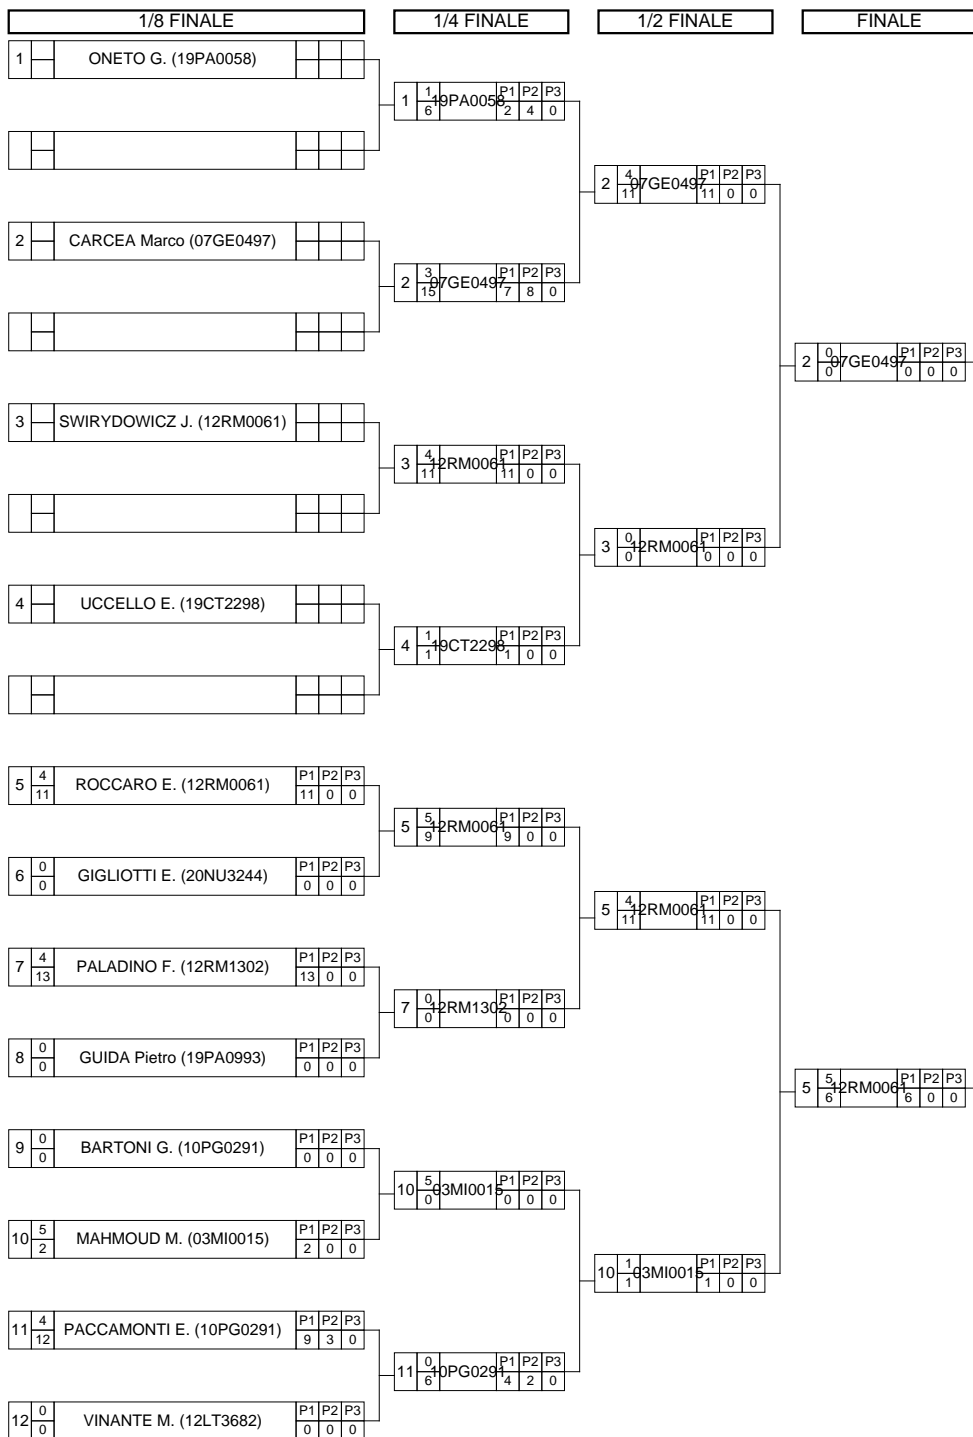 1/8 FINALE 1/4 FINALE 1/2 FINALE FINALE
1 ONETO G. (19PA0058)
1 1 6 19PA0058 P1 P2 P3 2 4 0
2 4 11 07GE0497 P1 P2 P3 11 0 0
2 CARCEA Marco (07GE0497)
2 3 15 07GE0497 P1 P2 P3 7 8 0
2 0 0 07GE0497 P1 P2 P3 0 0 0
3 SWIRYDOWICZ J. (12RM0061)
3 4 11 12RM0061 P1 P2 P3 11 0 0
3 0 0 12RM0061 P1 P2 P3 0 0 0
4 UCCELLO E. (19CT2298)
4 1 1 19CT2298 P1 P2 P3 1 0 0
5 4 11 ROCCARO E. (12RM0061) P1 P2 P3 11 0 0
5 5 9 12RM0061 P1 P2 P3 9 0 0
6 0 0 GIGLIOTTI E. (20NU3244) P1 P2 P3 0 0 0
5 4 11 12RM0061 P1 P2 P3 11 0 0
7 4 13 PALADINO F. (12RM1302) P1 P2 P3 13 0 0
7 0 0 12RM1302 P1 P2 P3 0 0 0
8 0 0 GUIDA Pietro (19PA0993) P1 P2 P3 0 0 0
5 5 6 12RM0061 P1 P2 P3 6 0 0
9 0 0 BARTONI G. (10PG0291) P1 P2 P3 0 0 0
10 5 0 03MI0015 P1 P2 P3 0 0 0
10 5 2 MAHMOUD M. (03MI0015) P1 P2 P3 2 0 0
10 1 1 03MI0015 P1 P2 P3 1 0 0
11 4 12 PACCAMONTI E. (10PG0291) P1 P2 P3 9 3 0
11 0 6 10PG0291 P1 P2 P3 4 2 0
12 0 0 VINANTE M. (12LT3682) P1 P2 P3 0 0 0